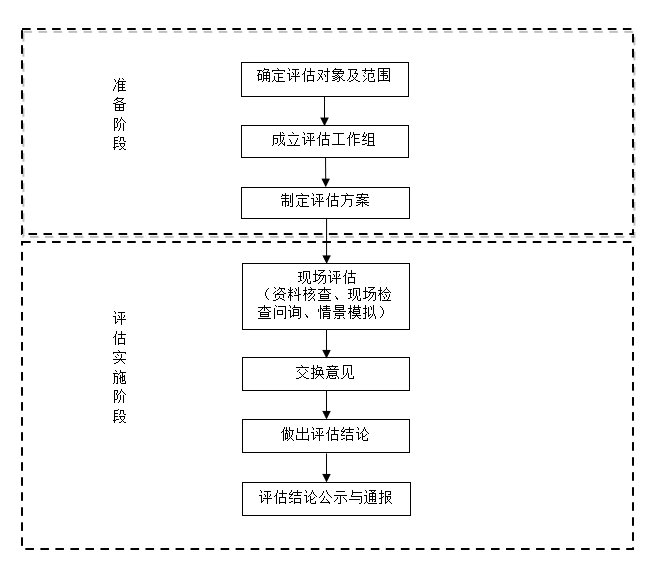 准备阶段
确定评估对象及范围
成立评估工作组
制定评估方案
评估实施阶段
现场评估
（资料核查、现场检
查问询、情景模拟）
交换意见
做出评估结论
评估结论公示与通报